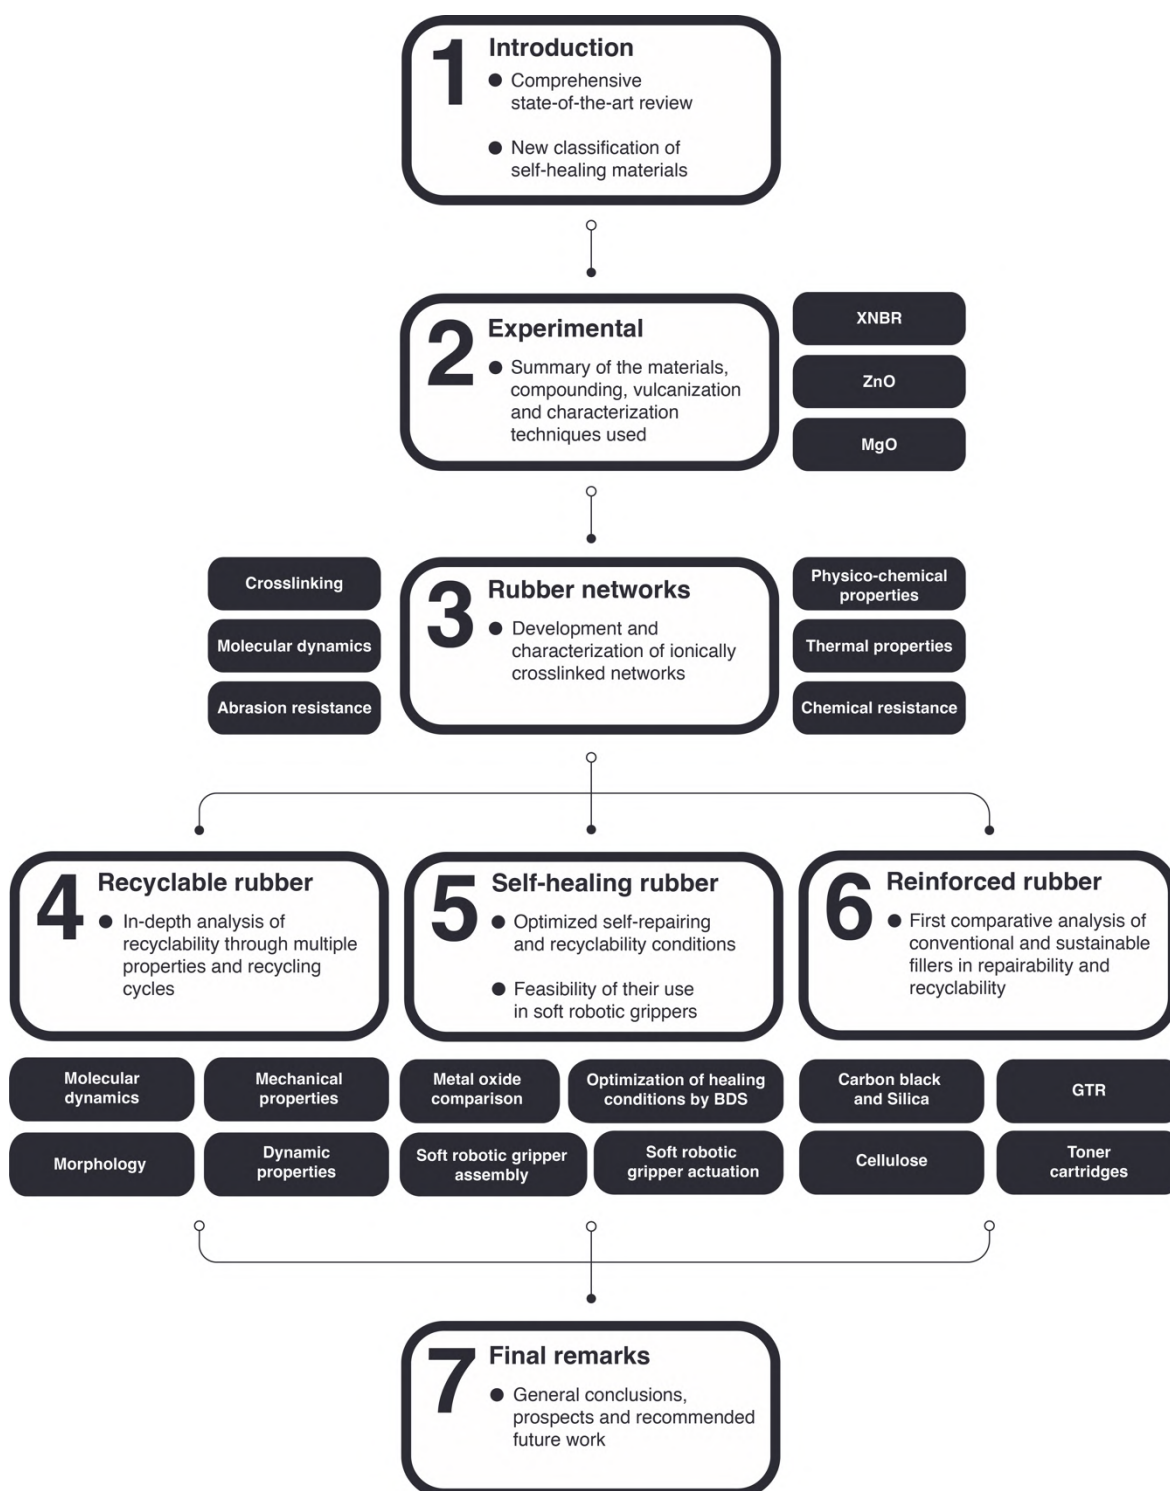 1
Introduction
● Comprehensive
state-of-the-art review
● New classification of
self-healing materials
2
Experimental
● Summary of the materials,
compounding, vulcanization
and characterization
techniques used
XNBR
ZnO
MgO
Crosslinking
Molecular dynamics
Abrasion resistance
3
Rubber networks
● Development and
characterization of ionically
crosslinked networks
Physico-chemical
properties
Thermal properties
Chemical resistance
4
Recyclable rubber
● In-depth analysis of
recyclability through multiple
properties and recycling
cycles
Molecular
dynamics
Mechanical
properties
Morphology
Dynamic
properties
5
Self-healing rubber
● Optimized self-repairing
and recyclability conditions
● Feasibility of their use
in soft robotic grippers
Metal oxide
comparison
Optimization of healing
conditions by BDS
Soft robotic gripper
assembly
Soft robotic
gripper actuation
6
Reinforced rubber
● First comparative analysis of
conventional and sustainable
fillers in repairability and
recyclability
Carbon black
and Silica
GTR
Cellulose
Toner
cartridges
7
Final remarks
● General conclusions,
prospects and recommended
future work